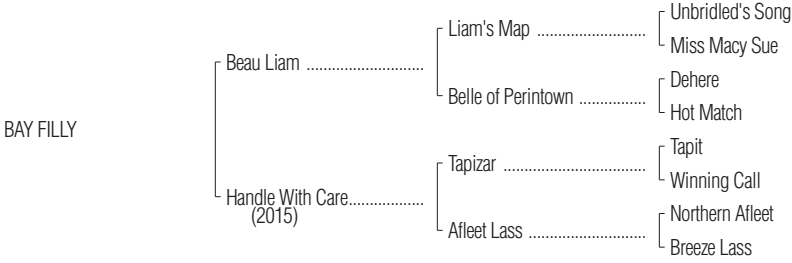 Unbridled's Song
Liam's Map ..........................
Miss Macy Sue
Beau Liam ............................
Dehere
Belle of Perintown ................
Hot Match
BAY FILLY
Tapit
Tapizar ..................................
Winning Call
Handle With Care..................
(2015)
Northern Afleet
Afleet Lass ............................
Breeze Lass